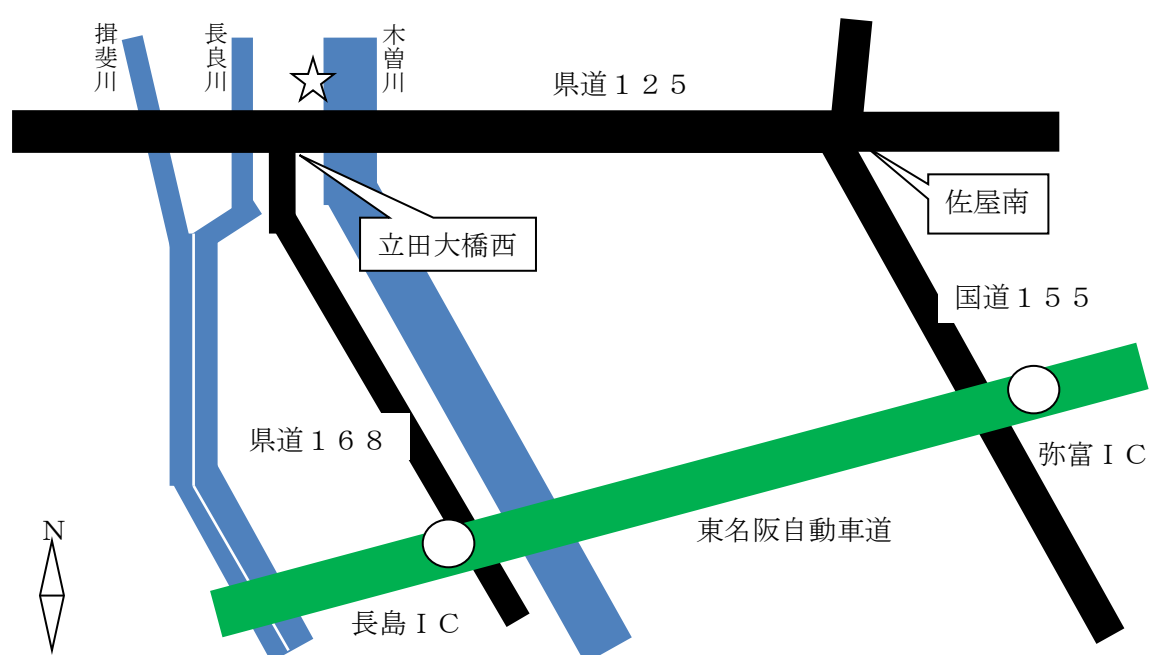 揖斐川
長良川
木曽川
県道１２５
佐屋南
立田大橋西
国道１５５
県道１６８
弥富ＩＣ
東名阪自動車道
N
長島ＩＣ